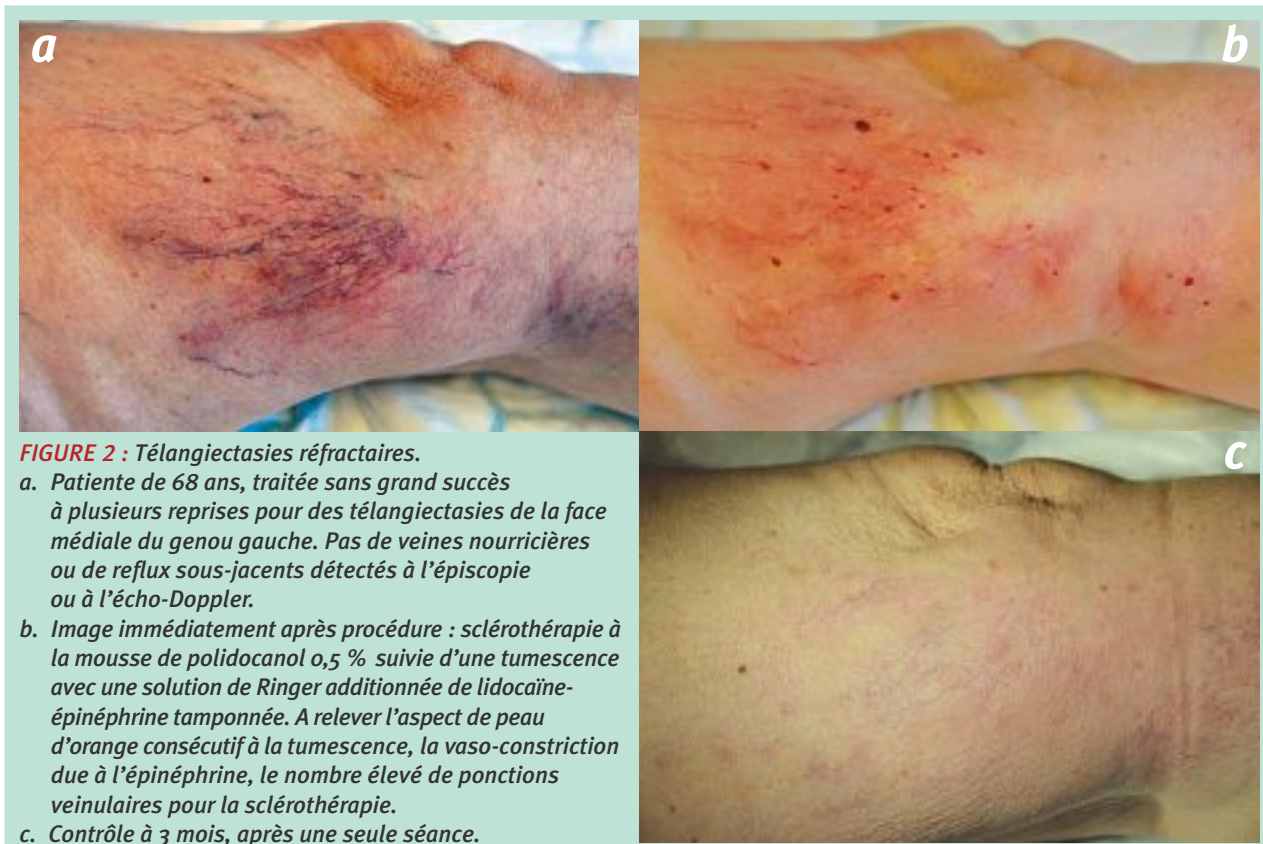 a
b
FIGURE 2 : Télangiectasies réfractaires.
a. Patiente de 68 ans, traitée sans grand succès
à plusieurs reprises pour des télangiectasies de la face
médiale du genou gauche. Pas de veines nourricières
ou de reflux sous-jacents détectés à l'épiscopie
ou à l'écho-Doppler.
b. Image immédiatement après procédure : sclérothérapie à
la mousse de polidocanol 0,5 % suivie d'une tumescence
avec une solution de Ringer additionnée de lidocaïne-
épinéphrine tamponnée. A relever l'aspect de peau
d'orange consécutif à la tumescence, la vaso-constriction
due à l'épinéphrine, le nombre élevé de ponctions
veinulaires pour la sclérothérapie.
c. Contrôle à 3 mois, après une seule séance.
c